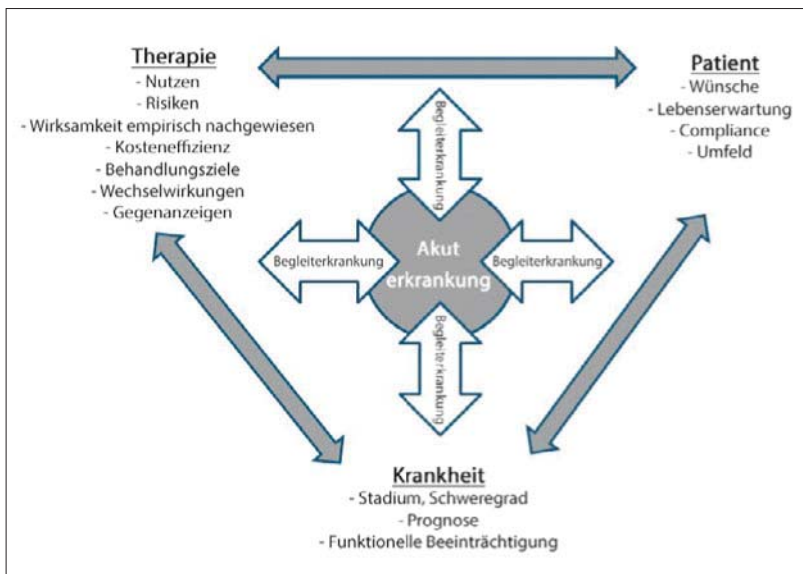 Therapie
- Nutzen
- Risiken
- Wirksamkeit empirisch nachgewiesen
- Kosteneffizienz
- Behandlungsziele
- Wechselwirkungen
- Gegenanzeigen
Patient
- Wünsche
- Lebenserwartung
- Compliance
- Umfeld
Begleiterkrankung
Begleiterkrankung
Akut
erkrankung
Begleiterkrankung
Begleiterkrankung
Krankheit
- Stadium, Schweregrad
- Prognose
- Funktionelle Beeinträchtigung